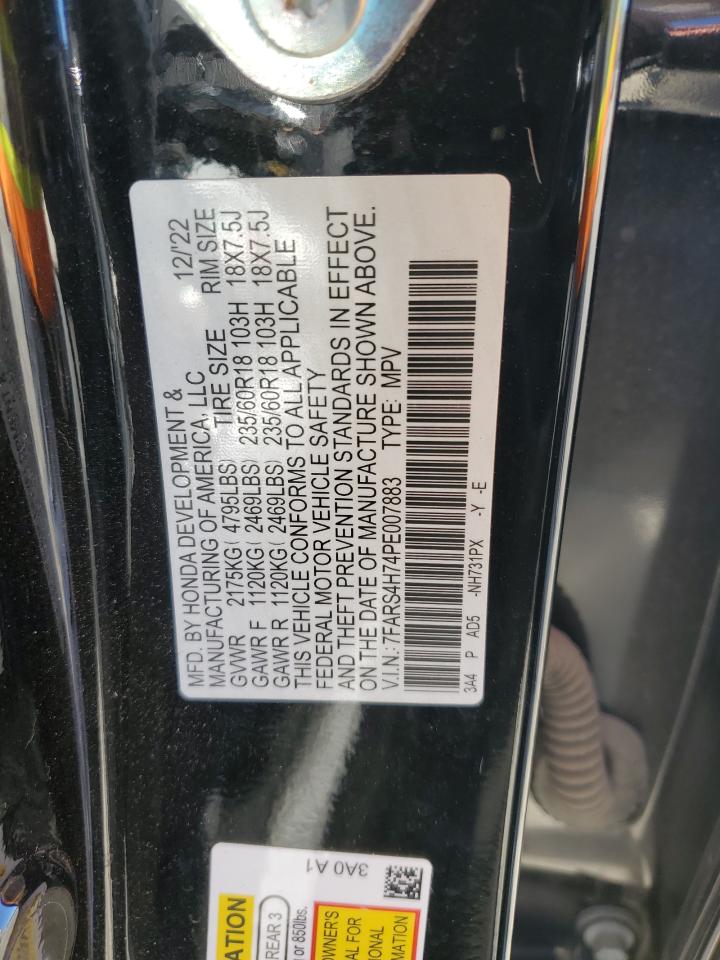 MFD. BY HONDA DEVELOPMENT &
MANUFACTURING OF AMERICA, LLC 12/'22
GVWR 2175KG( 4795LBS) TIRE SIZE RIM SIZE
GAWR F 1120KG( 2469LBS) 235/60R18 103H 18X7.5J
GAWR R 1120KG( 2469LBS) 235/60R18 103H 18X7.5J
THIS VEHICLE CONFORMS TO ALL APPLICABLE
FEDERAL MOTOR VEHICLE SAFETY
AND THEFT PREVENTION STANDARDS IN EFFECT
ON THE DATE OF MANUFACTURE SHOWN ABOVE.
V.I.N.: 7FARS4H74PE007883 TYPE: MPV
3A4 P AD5 -NH731PX -Y -E
3A0 A1
ATION
REAR 3
or 850lbs.
OWNER'S
AL FOR
IONAL
MATION